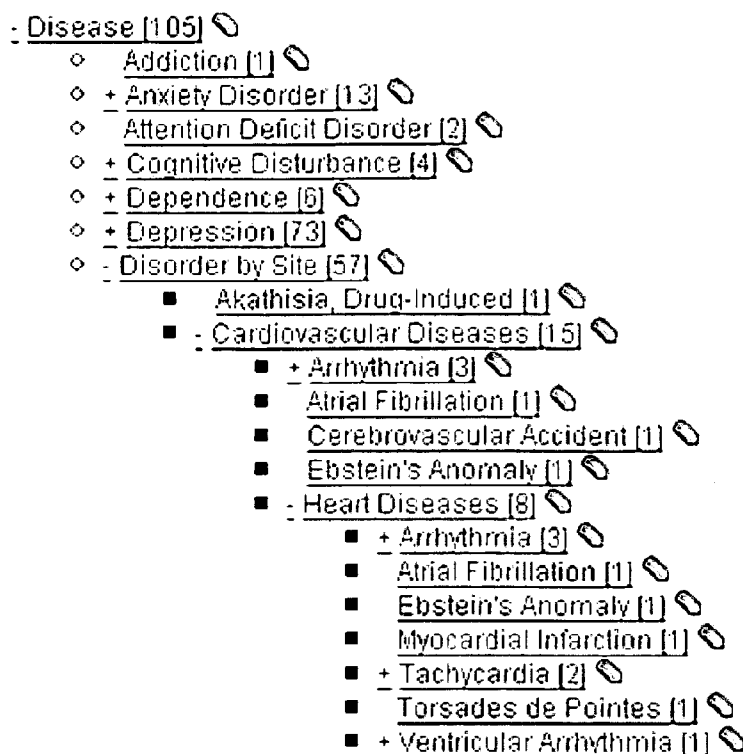 - Disease [105]
Addiction [1]
+ Anxiety Disorder [13]
Attention Deficit Disorder [2]
+ Cognitive Disturbance [4]
+ Dependence [6]
+ Depression [73]
- Disorder by Site [57]
Akathisia, Drug-Induced [1]
- Cardiovascular Diseases [15]
+ Arrhythmia [3]
Atrial Fibrillation [1]
Cerebrovascular Accident [1]
Ebstein's Anomaly [1]
- Heart Diseases [8]
+ Arrhythmia [3]
Atrial Fibrillation [1]
Ebstein's Anomaly [1]
Myocardial Infarction [1]
+ Tachycardia [2]
Torsades de Pointes [1]
+ Ventricular Arrhythmia [1]